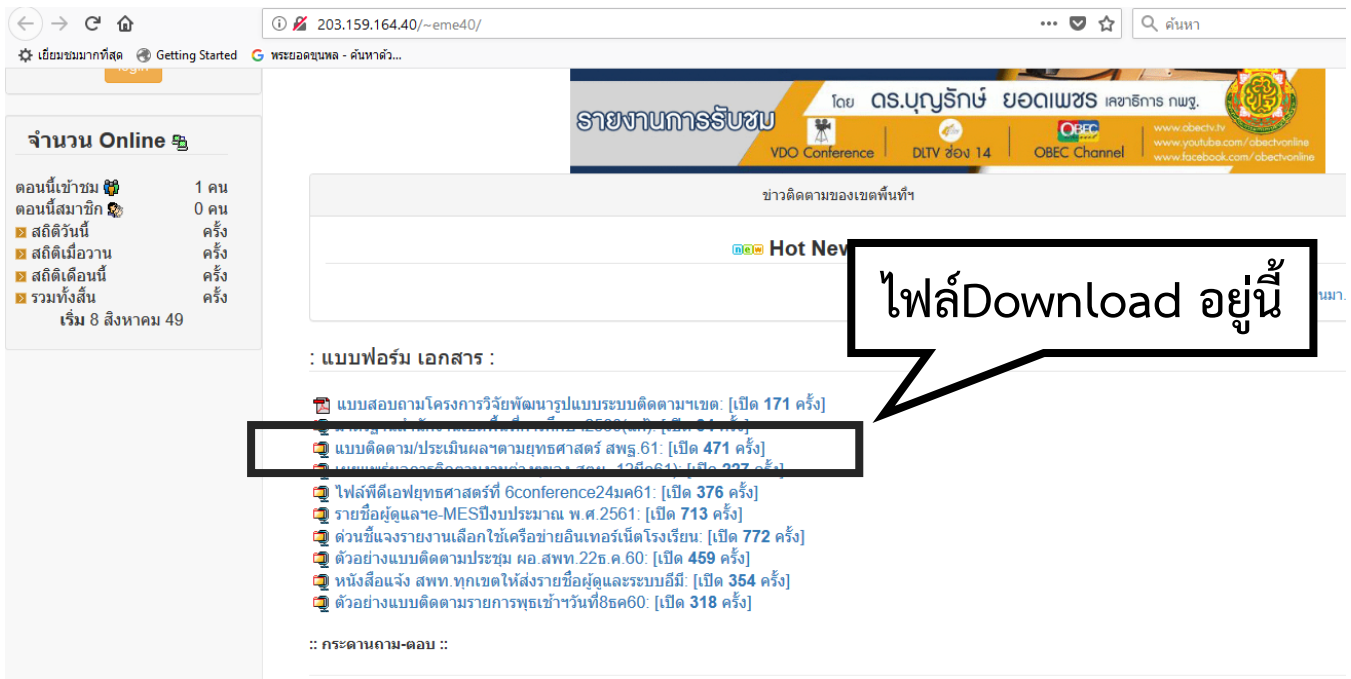 203.159.164.40/~eme40/
ค้นหา
เยี่ยมชมมากที่สุด
Getting Started
พระยอดขุนพล - ค้นหาด้ว...
login
จำนวน Online
ตอนนี้เข้าชม 1 คน
ตอนนี้สมาชิก 0 คน
สถิติวันนี้ ครั้ง
สถิติเมื่อวาน ครั้ง
สถิติเดือนนี้ ครั้ง
รวมทั้งสิ้น ครั้ง
เริ่ม 8 สิงหาคม 49
รายงานการรับชม
โดย ดร.บุญรักษ์ ยอดเพชร เลขาธิการ กพฐ.
VDO Conference
DLTV ช่อง 14
OBEC
OBEC Channel
www.obectv.tv
www.youtube.com/obectvonline
www.facebook.com/obectvonline
ข่าวติดตามของเขตพื้นที่ฯ
new Hot New
ไฟล์Download อยู่นี้
นมา.
: แบบฟอร์ม เอกสาร :
แบบสอบถามโครงการวิจัยพัฒนารูปแบบระบบติดตามฯเขต: [เปิด 171 ครั้ง]
แบบติดตาม/ประเมินผลฯตามยุทธศาสตร์ สพฐ.61: [เปิด 471 ครั้ง]
ไฟล์พีดีเอฟยุทธศาสตร์ที่ 6conference24มค61: [เปิด 376 ครั้ง]
รายชื่อผู้ดูแลฯe-MESปีงบประมาณ พ.ศ.2561: [เปิด 713 ครั้ง]
ด่วนชี้แจงรายงานเลือกใช้เครือข่ายอินเทอร์เน็ตโรงเรียน: [เปิด 772 ครั้ง]
ตัวอย่างแบบติดตามประชุม ผอ.สพท.22ธ.ค.60: [เปิด 459 ครั้ง]
หนังสือแจ้ง สพท.ทุกเขตให้ส่งรายชื่อผู้ดูและระบบอีมี: [เปิด 354 ครั้ง]
ตัวอย่างแบบติดตามรายการพุธเช้าฯวันที่8ธค60: [เปิด 318 ครั้ง]
:: กระดานถาม-ตอบ ::